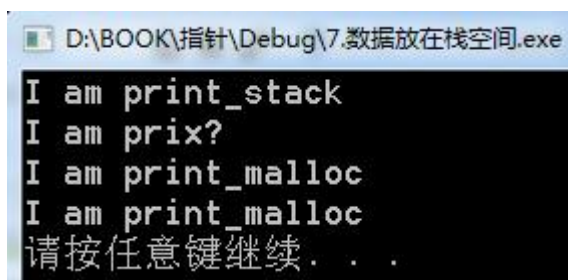 D:\BOOK\指针\Debug\7.数据放在栈空间.exe
I am print_stack
I am prix?
I am print_malloc
I am print_malloc
请按任意键继续. . .